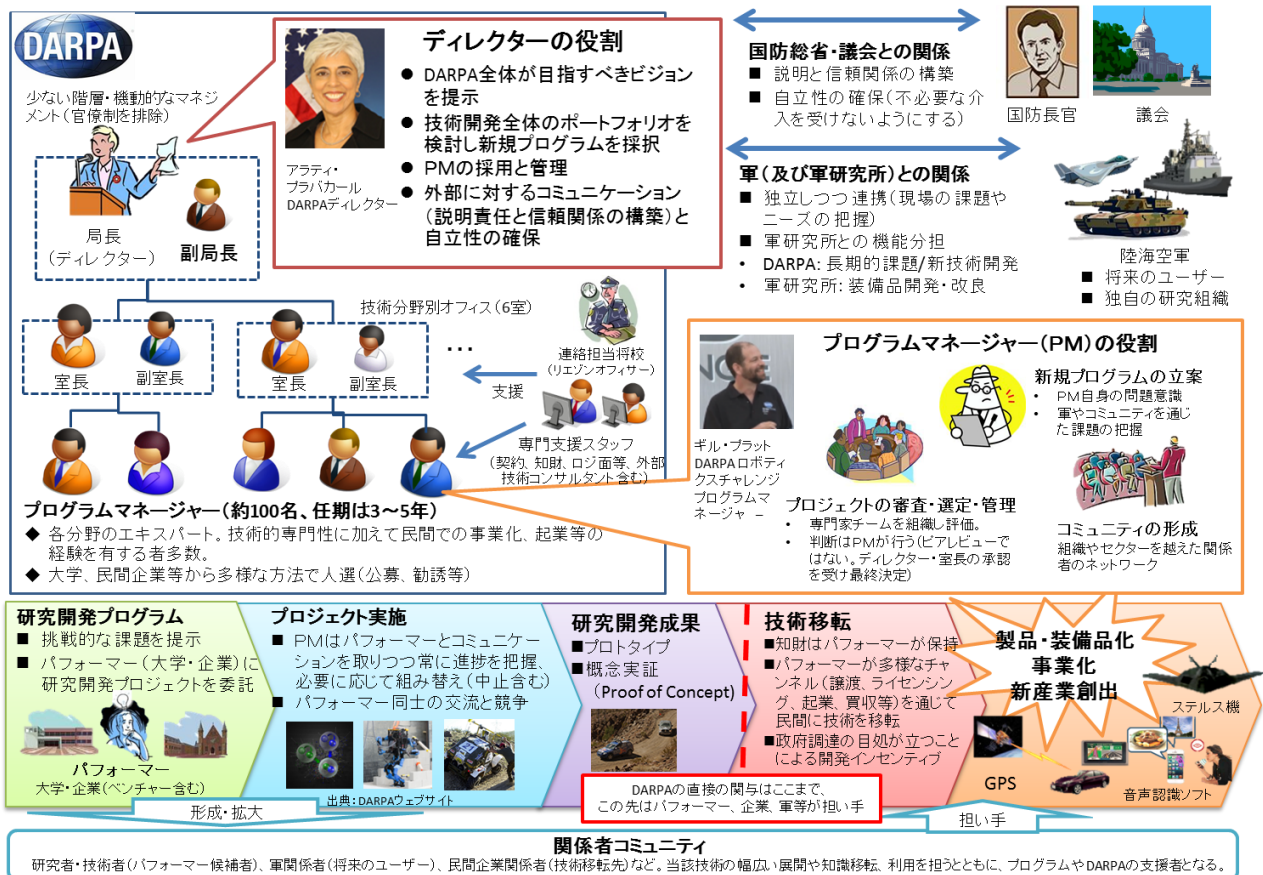 DARPA
少ない階層・機動的なマネジ
メント(官僚制を排除)
局長
(ディレクター)
副局長
アラティ・
プラバカール
DARPAディレクター
ディレクターの役割
● DARPA全体が目指すべきビジョン
を提示
● 技術開発全体のポートフォリオを
検討し新規プログラムを採択
● PMの採用と管理
● 外部に対するコミュニケーション
(説明責任と信頼関係の構築)と
自立性の確保
国防総省・議会との関係
■ 説明と信頼関係の構築
■ 自立性の確保(不必要な介
入を受けないようにする)
国防長官
議会
軍(及び軍研究所)との関係
■ 独立しつつ連携(現場の課題や
ニーズの把握)
■ 軍研究所との機能分担
• DARPA: 長期的課題/新技術開発
• 軍研究所: 装備品開発・改良
陸海空軍
■ 将来のユーザー
■ 独自の研究組織
技術分野別オフィス(6室)
室長
副室長
室長
副室長
…
連絡担当将校
(リエゾンオフィサー)
支援
専門支援スタッフ
(契約、知財、ロジ面等、外部
技術コンサルタント含む)
プログラムマネージャー(約100名、任期は3~5年)
◆ 各分野のエキスパート。技術的専門性に加えて民間での事業化、起業等の
経験を有する者多数。
◆ 大学、民間企業等から多様な方法で人選(公募、勧誘等)
プログラムマネージャー(PM)の役割
ギル・プラット
DARPAロボティ
クスチャレンジ
プログラムマ
ネージャ –
新規プログラムの立案
• PM自身の問題意識
• 軍やコミュニティを通じ
た課題の把握
プロジェクトの審査・選定・管理
• 専門家チームを組織し評価。
• 判断はPMが行う(ピアレビューで
はない。ディレクター・室長の承認
を受け最終決定)
コミュニティの形成
組織やセクターを越えた関係
者のネットワーク
研究開発プログラム
■ 挑戦的な課題を提示
■ パフォーマー(大学・企業)に
研究開発プロジェクトを委託
パフォーマー
大学・企業(ベンチャー含む)
プロジェクト実施
■ PMはパフォーマーとコミュニケー
ションを取りつつ常に進捗を把握、
必要に応じて組み替え(中止含む)
■ パフォーマー同士の交流と競争
出典:DARPAウェブサイト
研究開発成果
■プロトタイプ
■概念実証
(Proof of Concept)
技術移転
■知財はパフォーマーが保持
■パフォーマーが多様なチャ
ンネル(譲渡、ライセンシン
グ、起業、買収等)を通じて
民間に技術を移転
■政府調達の目処が立つこと
による開発インセンティブ
DARPAの直接の関与はここまで、
この先はパフォーマー、企業、軍等が担い手
製品・装備品化
事業化
新産業創出
ステルス機
GPS
音声認識ソフト
形成・拡大
担い手
関係者コミュニティ
研究者・技術者(パフォーマー候補者)、軍関係者(将来のユーザー)、民間企業関係者(技術移転先)など。当該技術の幅広い展開や知識移転、利用を担うとともに、プログラムやDARPAの支援者となる。